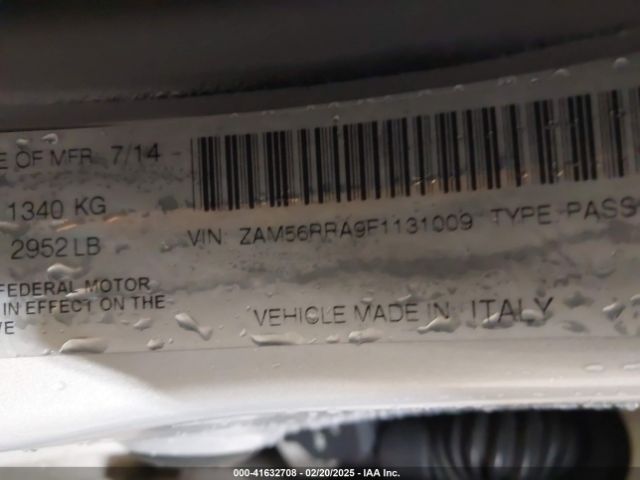 E OF MFR 7/14
1340 KG
2952 LB
VIN ZAM56RRA9F1131009 TYPE PASS
FEDERAL MOTOR
IN EFFECT ON THE
VE
VEHICLE MADE IN ITALY
000-41632708 - 02/20/2025 - IAA Inc.